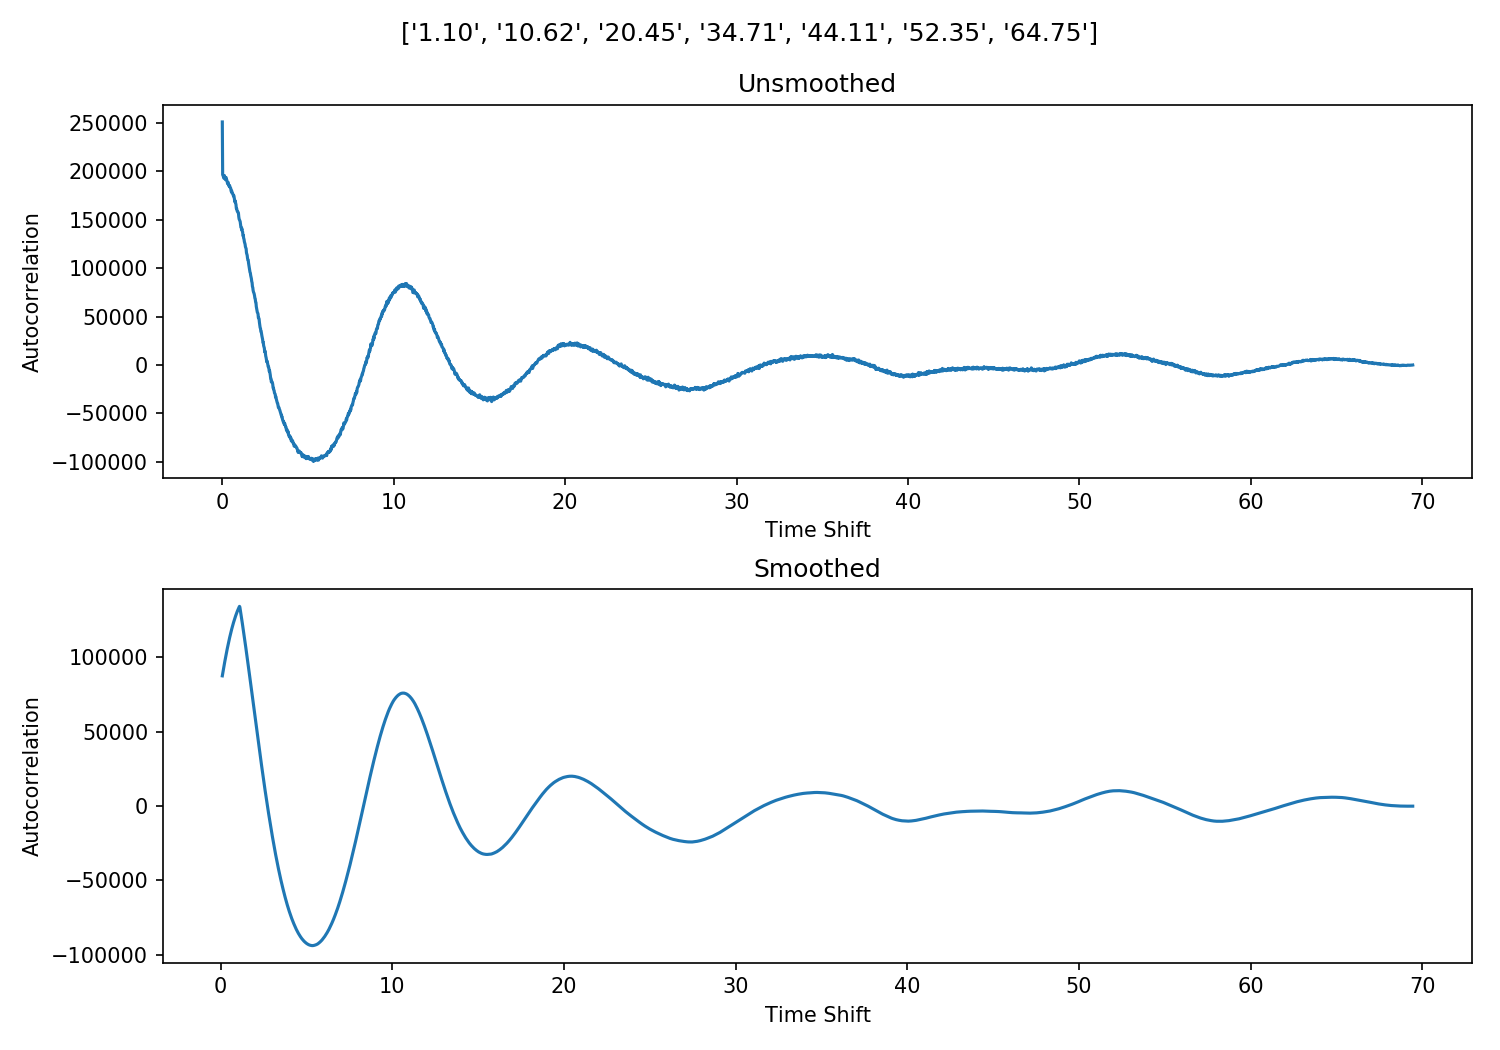 ['1.10', '10.62', '20.45', '34.71', '44.11', '52.35', '64.75']
Unsmoothed
250000
200000
150000
100000
50000
0
−50000
−100000
Autocorrelation
0 10 20 30 40 50 60 70
Time Shift
Smoothed
100000
50000
0
−50000
−100000
Autocorrelation
0 10 20 30 40 50 60 70
Time Shift